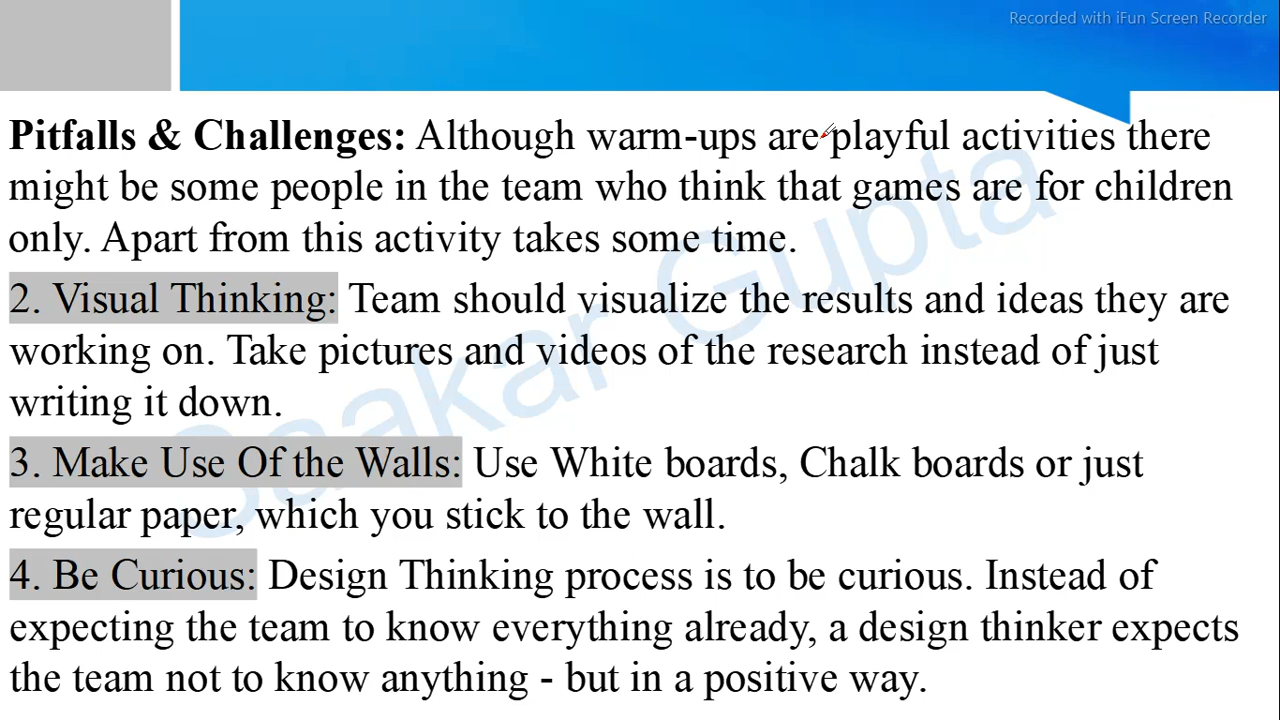 Recorded with iFun Screen Recorder
Pitfalls & Challenges: Although warm-ups are playful activities there
might be some people in the team who think that games are for children
only. Apart from this activity takes some time.
2. Visual Thinking: Team should visualize the results and ideas they are
working on. Take pictures and videos of the research instead of just
writing it down.
3. Make Use Of the Walls: Use White boards, Chalk boards or just
regular paper, which you stick to the wall.
4. Be Curious: Design Thinking process is to be curious. Instead of
expecting the team to know everything already, a design thinker expects
the team not to know anything - but in a positive way.
Saakar Gupta